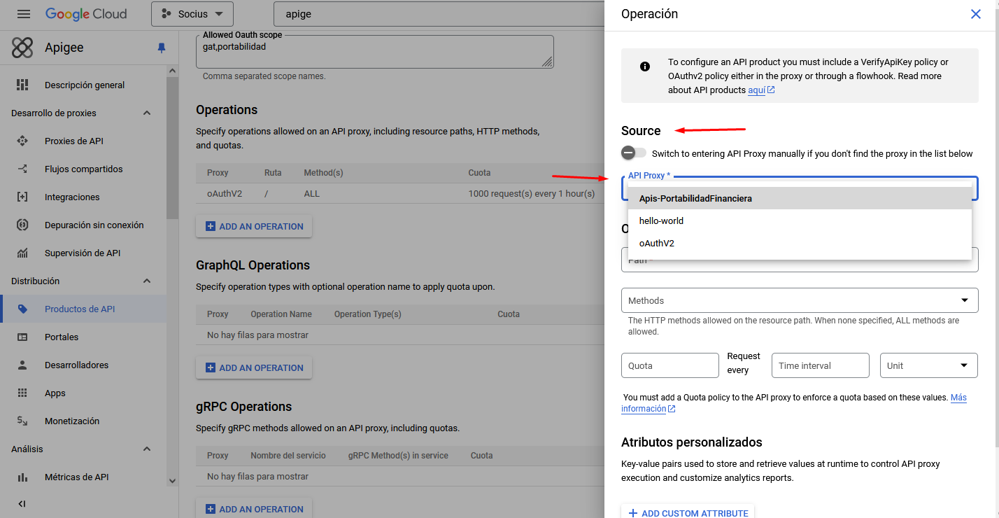 Google Cloud
Socius
apige
Apigee
Descripción general
Desarrollo de proxies
Proxies de API
Flujos compartidos
Integraciones
Depuración sin conexión
Supervisión de API
Distribución
Productos de API
Portales
Desarrolladores
Apps
Monetización
Análisis
Métricas de API
Allowed Oauth scope
gat,portabilidad
Comma separated scope names.
Operations
Specify operations allowed on an API proxy, including resource paths, HTTP methods,
and quotas.
Proxy Ruta Method(s) Cuota
oAuthV2 / ALL 1000 request(s) every 1 hour(s)
ADD AN OPERATION
GraphQL Operations
Specify operation types with optional operation name to apply quota upon.
Proxy Operation Name Operation Type(s) Cuota
No hay filas para mostrar
ADD AN OPERATION
gRPC Operations
Specify gRPC methods allowed on an API proxy, including quotas.
Proxy Nombre del servicio gRPC Method(s) in service Cuota
No hay filas para mostrar
ADD AN OPERATION
Operación
To configure an API product you must include a VerifyApiKey policy or
OAuthv2 policy either in the proxy or through a flowhook. Read more
about API products aquí
Source
Switch to entering API Proxy manually if you don't find the proxy in the list below
API Proxy *
Apis-PortabilidadFinanciera
hello-world
oAuthV2
Path *
Methods
The HTTP methods allowed on the resource path. When none specified, ALL methods are
allowed.
Quota
Request
every
Time interval
Unit
You must add a Quota policy to the API proxy to enforce a quota based on these values. Más
información
Atributos personalizados
Key-value pairs used to store and retrieve values at runtime to control API proxy
execution and customize analytics reports.
ADD CUSTOM ATTRIBUTE